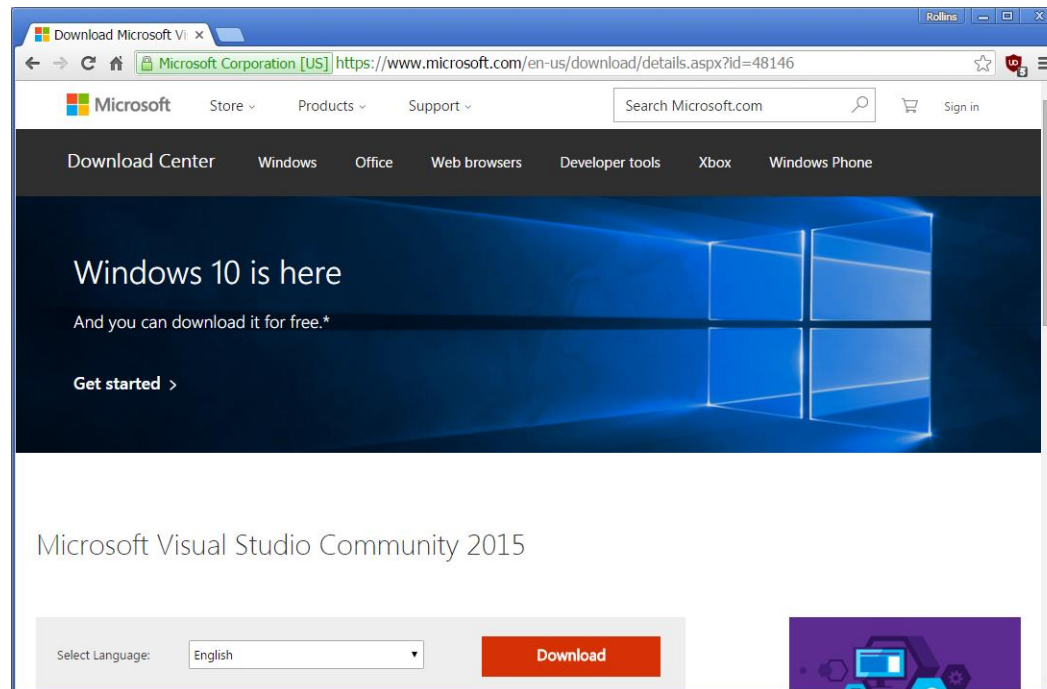 Rollins
Download Microsoft Vi
Microsoft Corporation [US] https://www.microsoft.com/en-us/download/details.aspx?id=48146
UD
3
Microsoft Store Products Support Search Microsoft.com Sign in
Download Center Windows Office Web browsers Developer tools Xbox Windows Phone
Windows 10 is here
And you can download it for free.*
Get started >
Microsoft Visual Studio Community 2015
Select Language: English Download